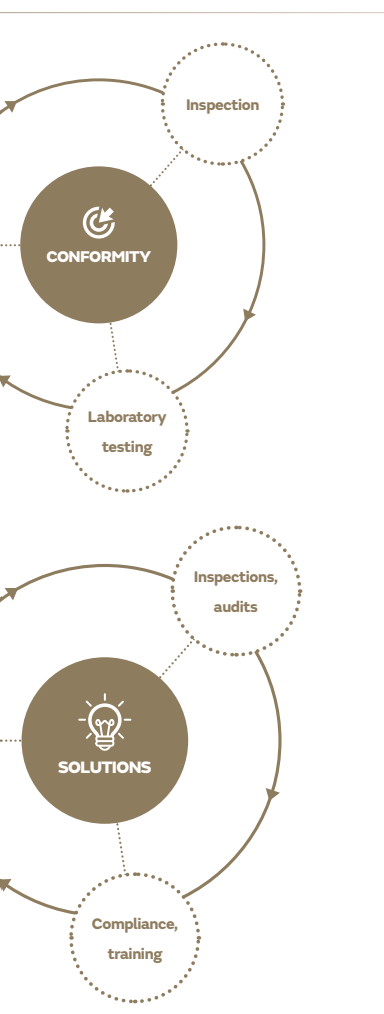 Inspection
CONFORMITY
Laboratory
testing
Inspections,
audits
SOLUTIONS
Compliance,
training